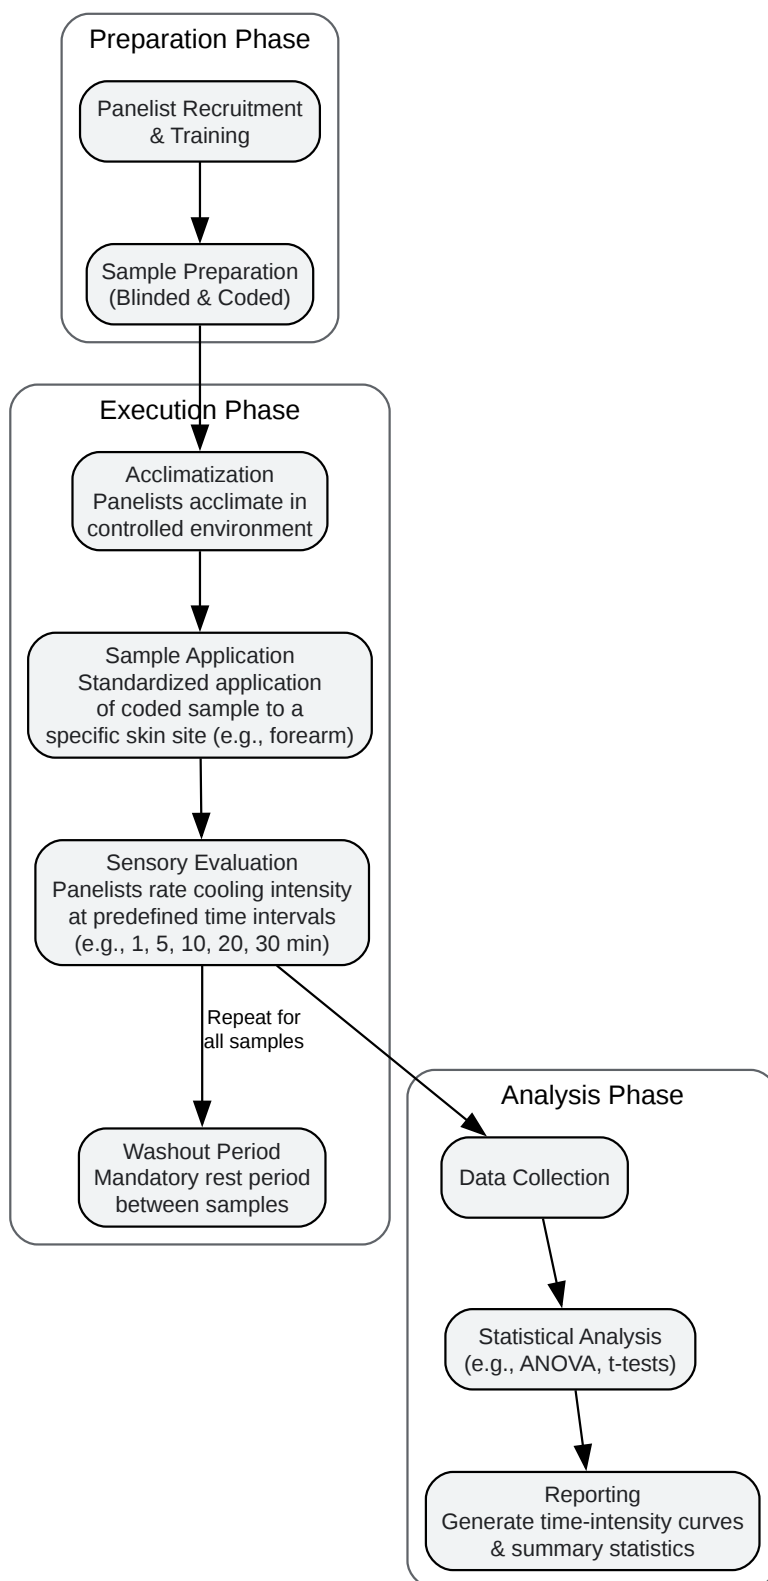 Preparation Phase
Panelist Recruitment
& Training
Sample Preparation
(Blinded & Coded)
Execution Phase
Acclimatization
Panelists acclimate in
controlled environment
Sample Application
Standardized application
of coded sample to a
specific skin site (e.g., forearm)
Sensory Evaluation
Panelists rate cooling intensity
at predefined time intervals
(e.g., 1, 5, 10, 20, 30 min)
Repeat for
all samples
Washout Period
Mandatory rest period
between samples
Analysis Phase
Data Collection
Statistical Analysis
(e.g., ANOVA, t-tests)
Reporting
Generate time-intensity curves
& summary statistics